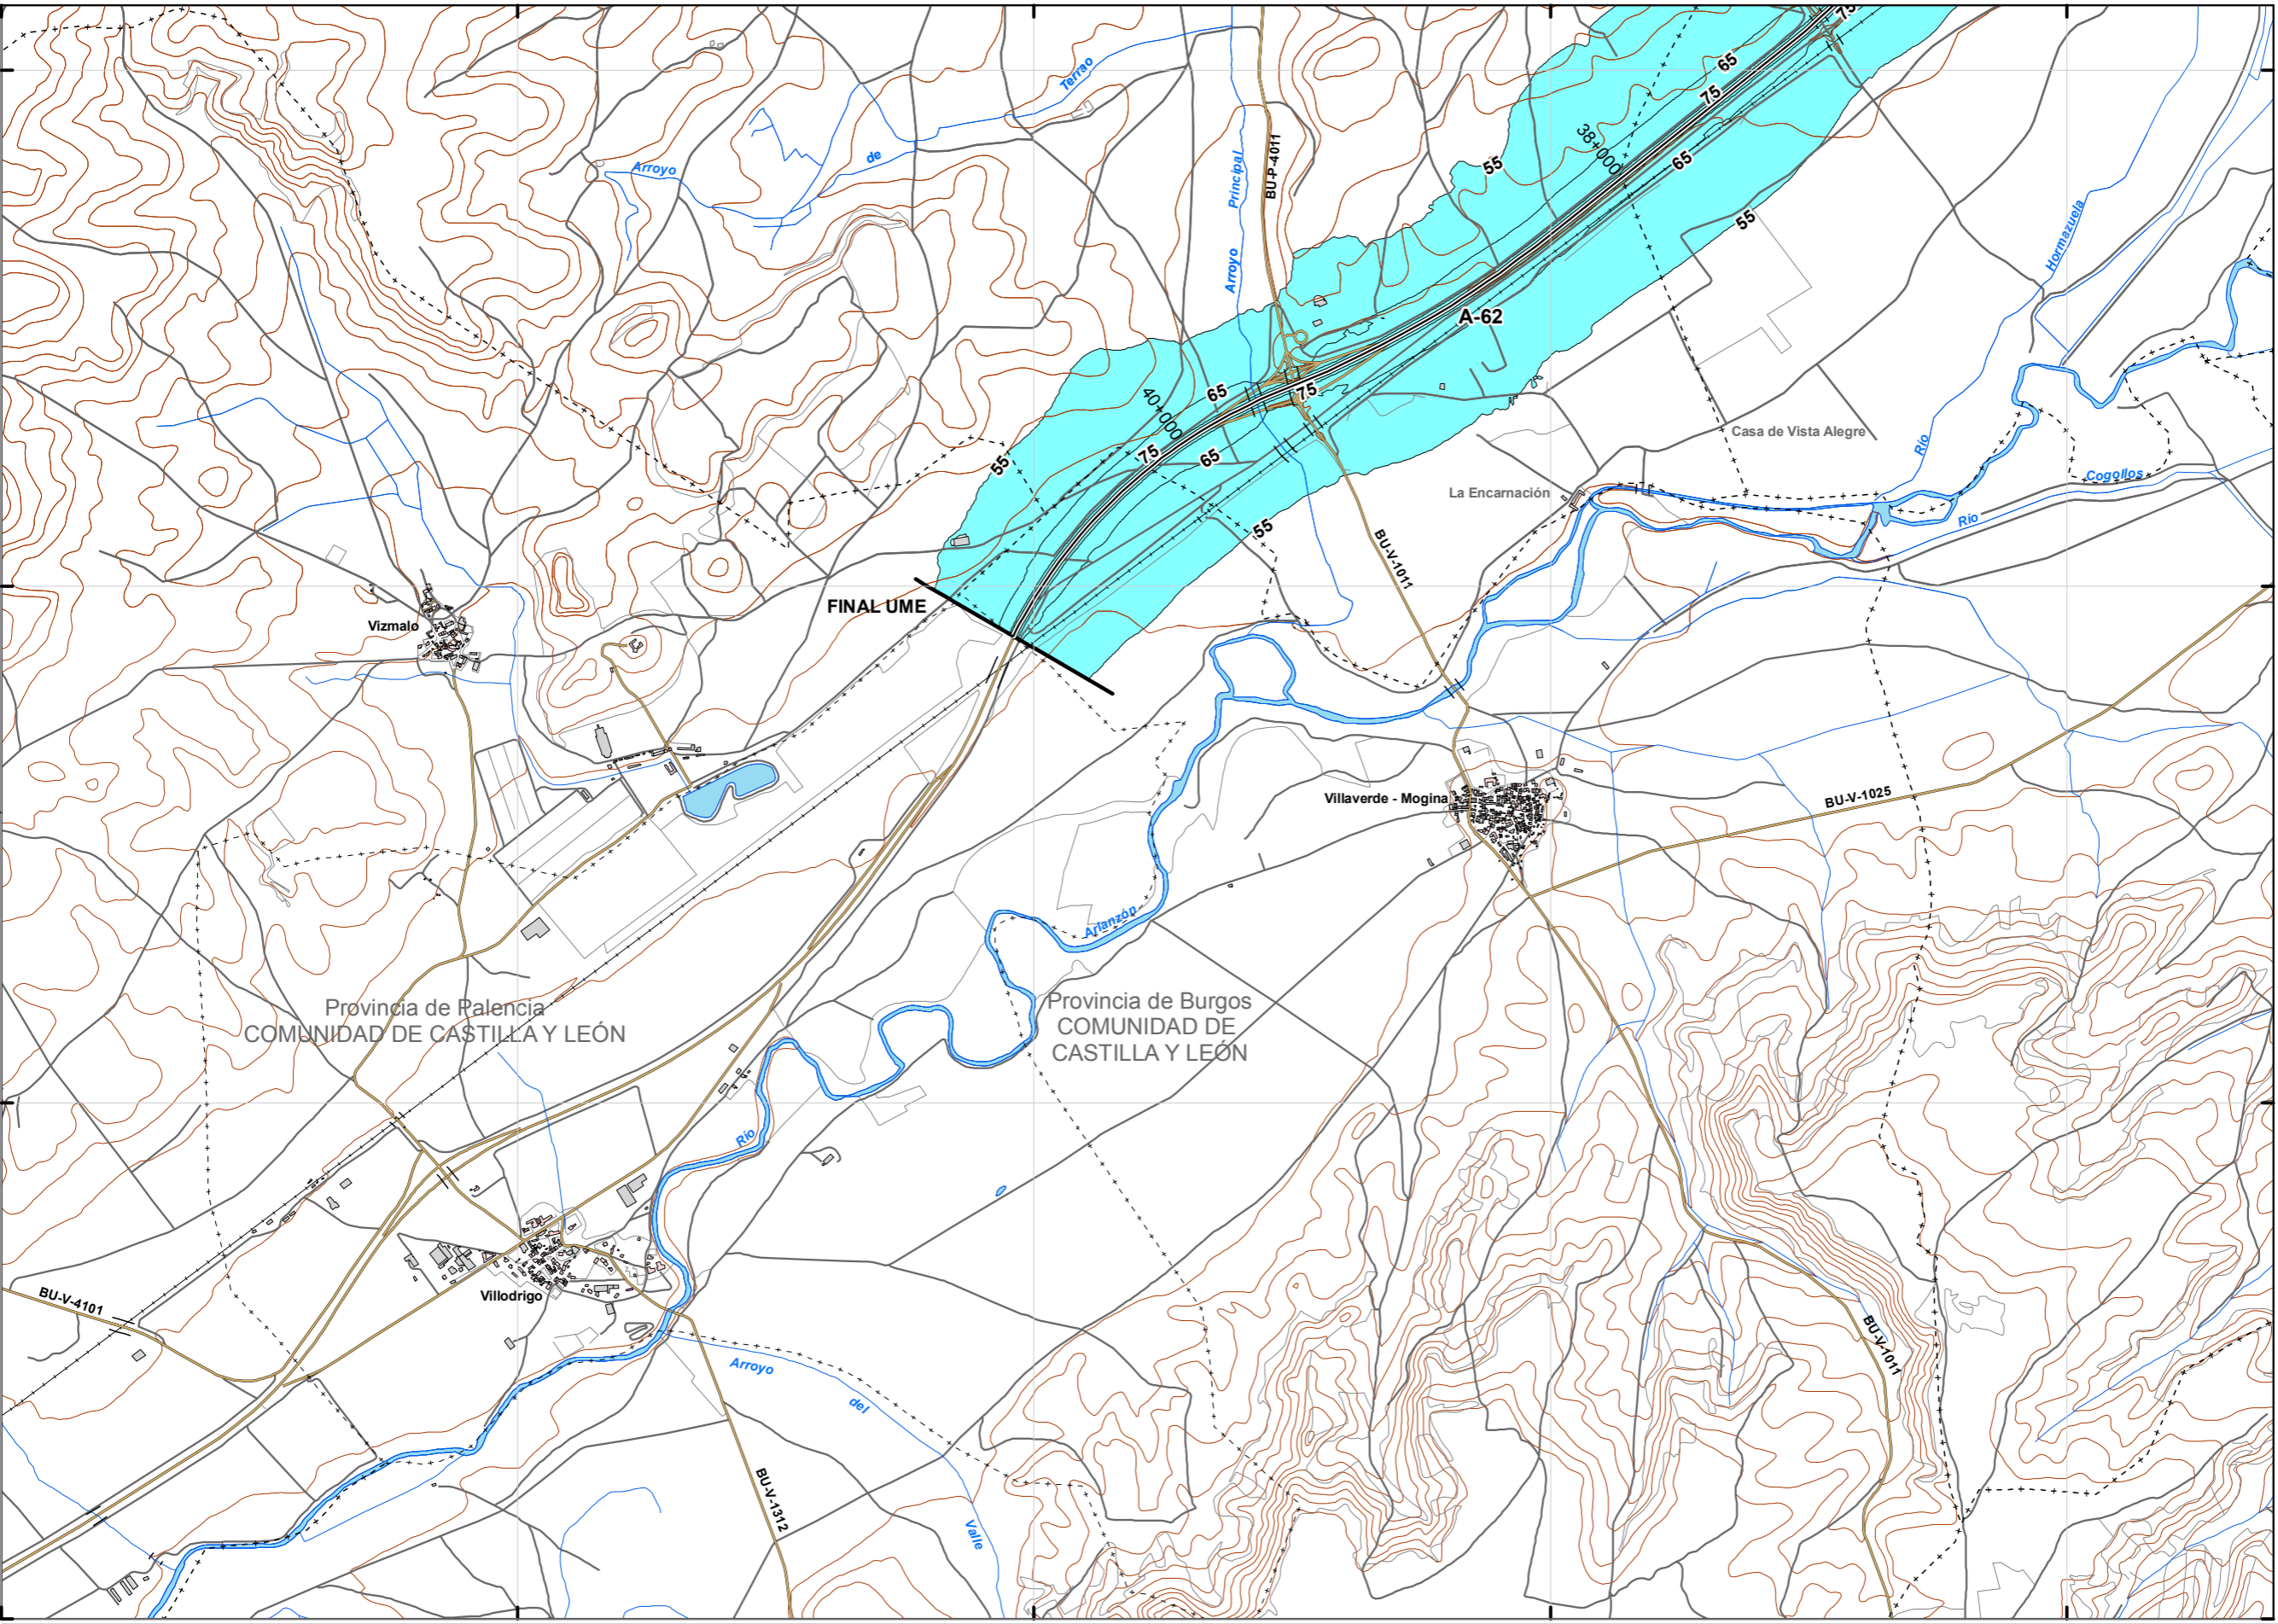 75
65
Terrao
75
de
38+000
BU-P-4011
Principal
65
Arroyo
55
55
Hormazuela
Arroyo
A-62
65
75
40+000
Casa de Vista Alegre
Río
75
65
55
Cogollos
La Encarnación
Río
55
BU-V-1011
FINAL UME
Vizmalo
Villaverde - Mogina
BU-V-1025
Arlanzón
Provincia de Palencia
COMUNIDAD DE CASTILLA Y LEÓN
Provincia de Burgos
COMUNIDAD DE
CASTILLA Y LEÓN
Río
Villodrigo
BU-V-4101
BU-V-1011
Arroyo
del
BU-V-1312
Valle